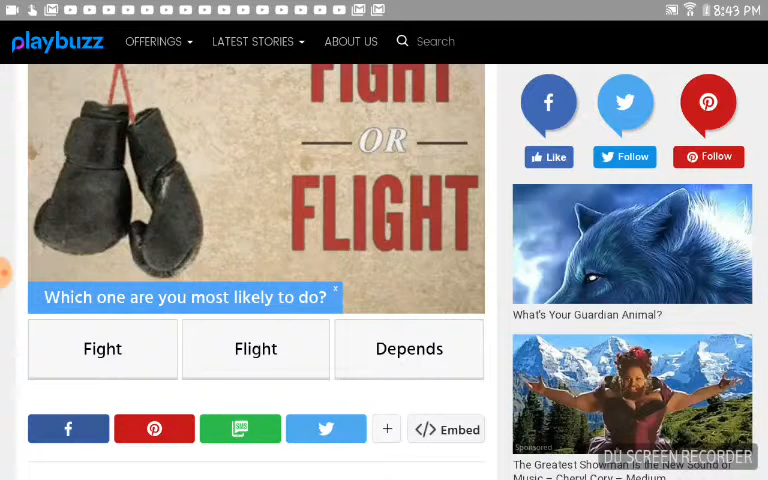 8:43 PM
playbuzz OFFERINGS LATEST STORIES ABOUT US Search
FIGHT
OR
FLIGHT
Which one are you most likely to do? x
Fight Flight Depends
SMS + </> Embed
Like Follow Follow
What's Your Guardian Animal?
Sponsored
DU SCREEN RECORDER
The Greatest Showman Is the New Sound of
Music – Cheryl Cory – Medium